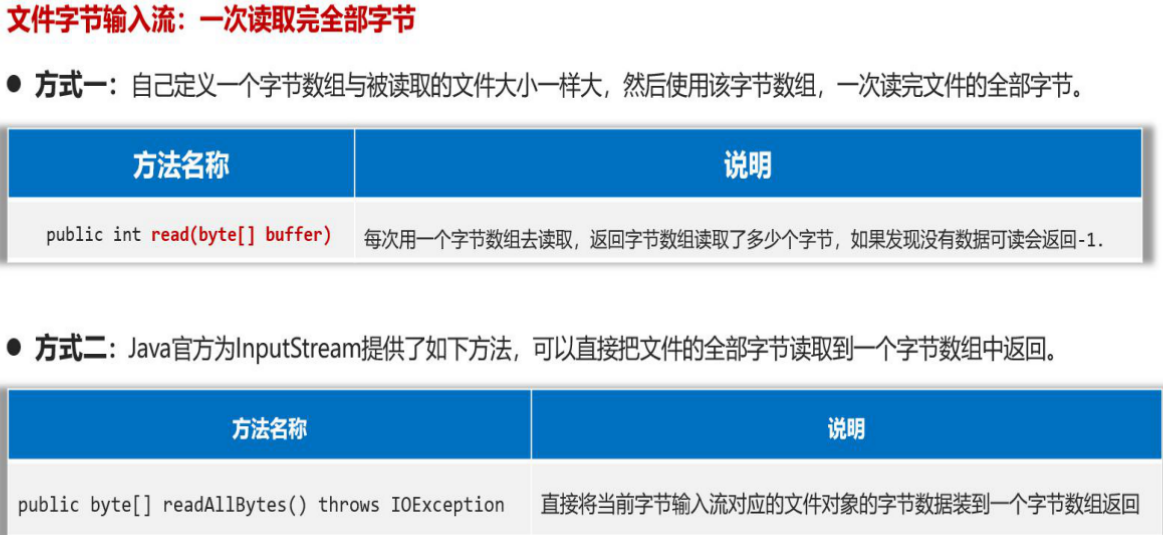 文件字节输入流：一次读取完全部字节
● 方式一：自己定义一个字节数组与被读取的文件大小一样大，然后使用该字节数组，一次读完文件的全部字节。
方法名称 说明
public int read(byte[] buffer) 每次用一个字节数组去读取，返回字节数组读取了多少个字节，如果发现没有数据可读会返回-1.
● 方式二：Java官方为InputStream提供了如下方法，可以直接把文件的全部字节读取到一个字节数组中返回。
方法名称 说明
public byte[] readAllBytes() throws IOException 直接将当前字节输入流对应的文件对象的字节数据装到一个字节数组返回